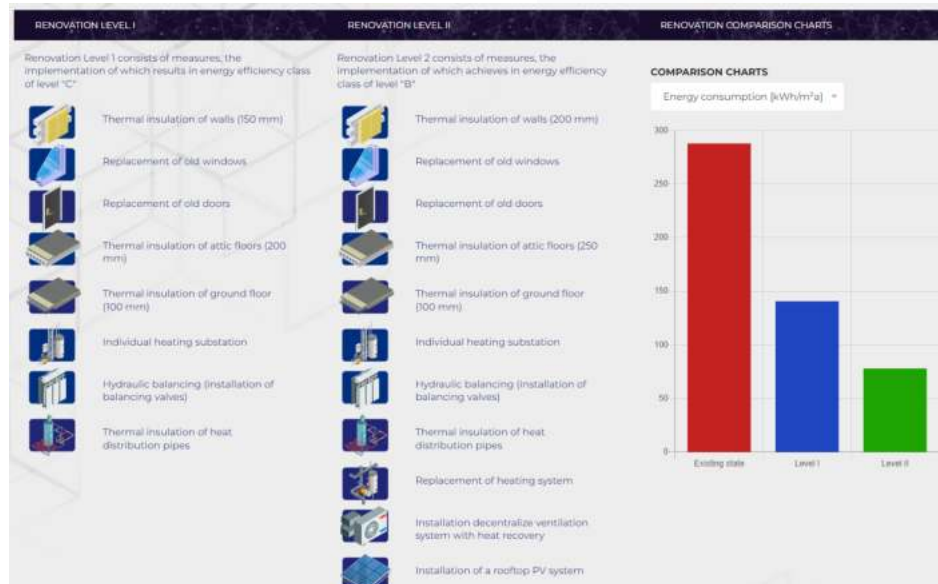 RENOVATION LEVEL I
Renovation Level 1 consists of measures, the
implementation of which results in energy efficiency class
of level "C"
Thermal insulation of walls (150 mm)
Replacement of old windows
Replacement of old doors
Thermal insulation of attic floors (200
mm)
Thermal insulation of ground floor
(100 mm)
Individual heating substation
Hydraulic balancing (installation of
balancing valves)
Thermal insulation of heat
distribution pipes
RENOVATION LEVEL II
Renovation Level 2 consists of measures, the
implementation of which achieves in energy efficiency
class of level "B"
Thermal insulation of walls (200 mm)
Replacement of old windows
Replacement of old doors
Thermal insulation of attic floors (250
mm)
Thermal insulation of ground floor
(100 mm)
Individual heating substation
Hydraulic balancing (installation of
balancing valves)
Thermal insulation of heat
distribution pipes
Replacement of heating system
Installation decentralize ventilation
system with heat recovery
Installation of a rooftop PV system
RENOVATION COMPARISON CHARTS
COMPARISON CHARTS
Energy consumption [kWh/m²a]
300
250
200
150
100
50
0
Existing state Level I Level II